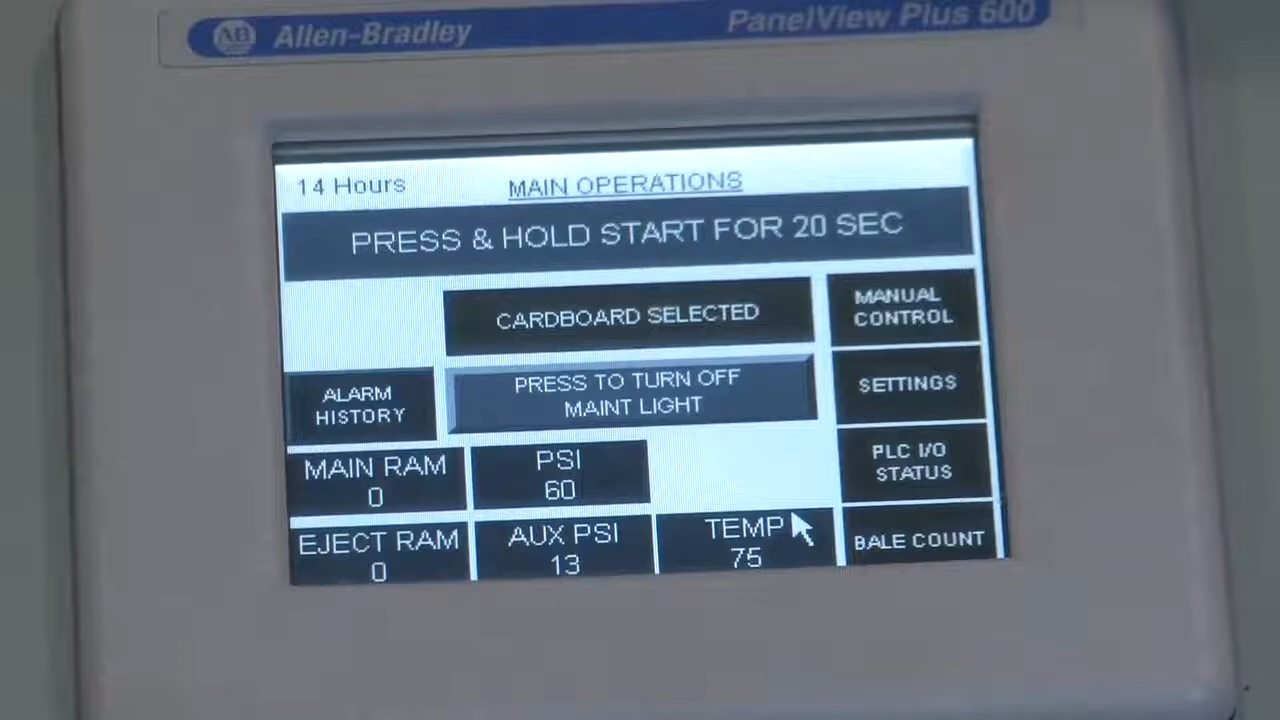 AB Allen-Bradley
PanelView Plus 600
14 Hours
MAIN OPERATIONS
PRESS & HOLD START FOR 20 SEC
CARDBOARD SELECTED
MANUAL
CONTROL
ALARM
HISTORY
PRESS TO TURN OFF
MAINT LIGHT
SETTINGS
MAIN RAM
0
PSI
60
PLC I/O
STATUS
EJECT RAM
0
AUX PSI
13
TEMP
75
BALE COUNT